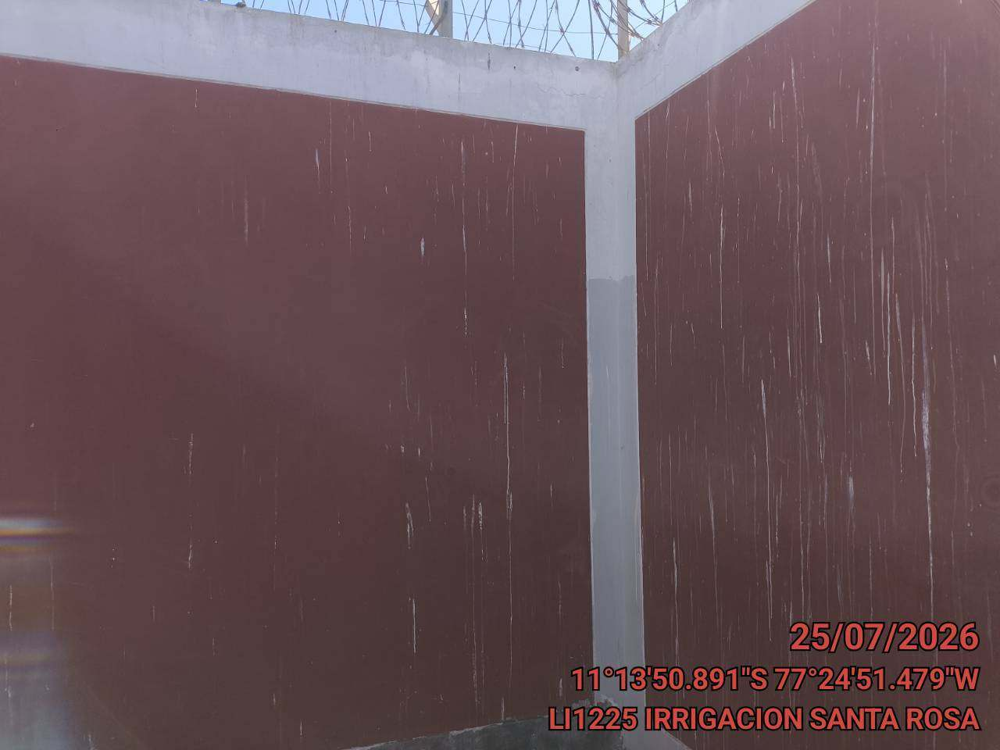 25/07/2026
11°13'50.891"S 77°24'51.479"W
LI1225 IRRIGACION SANTA ROSA